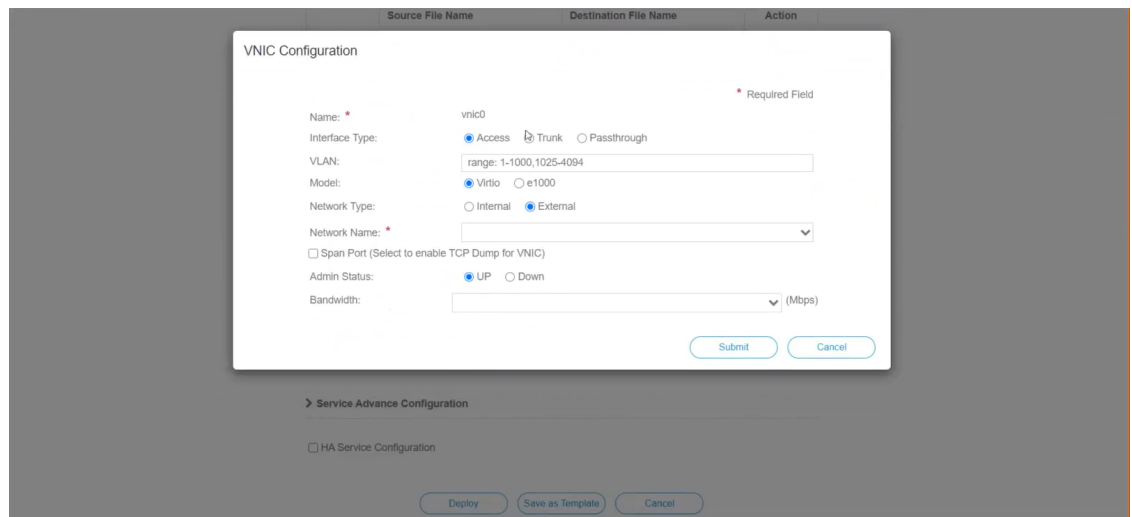 Source File Name Destination File Name Action
VNIC Configuration
* Required Field
Name: * vnic0
Interface Type: Access Trunk Passthrough
VLAN: range: 1-1000,1025-4094
Model: Virtio e1000
Network Type: Internal External
Network Name: *
Span Port (Select to enable TCP Dump for VNIC)
Admin Status: UP Down
Bandwidth: (Mbps)
Submit Cancel
Service Advance Configuration
HA Service Configuration
Deploy Save as Template Cancel